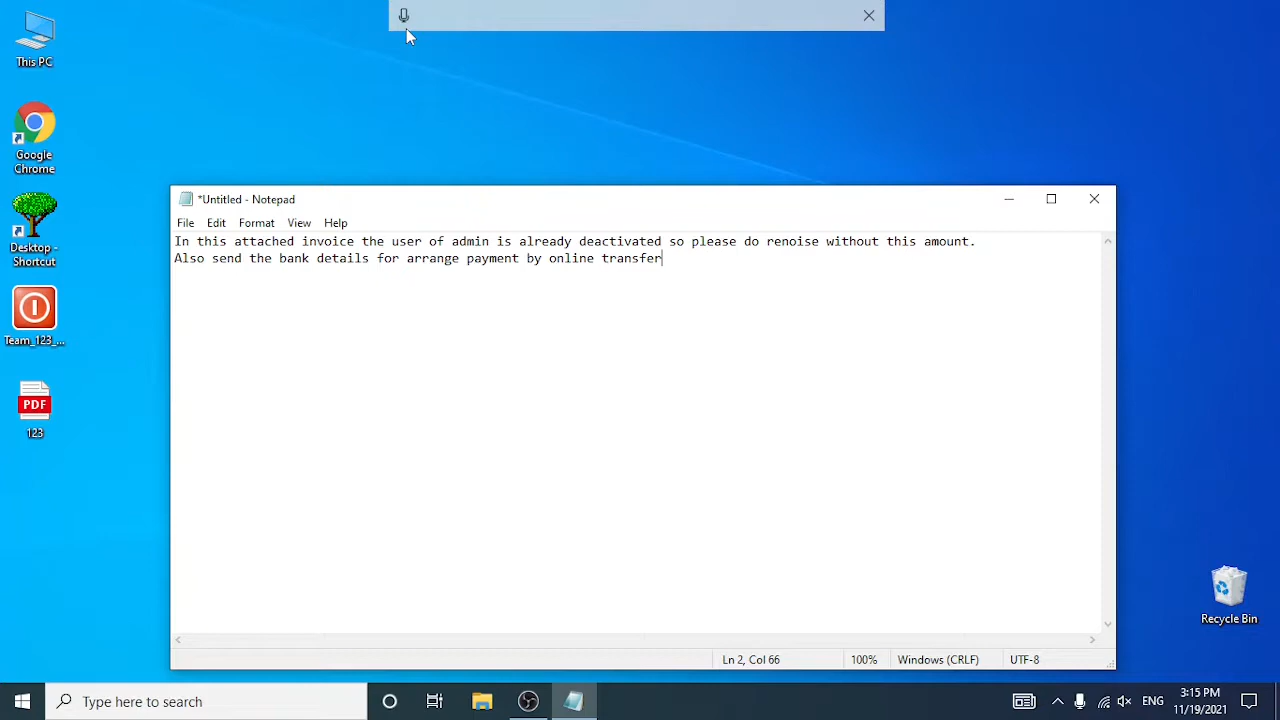 This PC
Google
Chrome
Desktop -
Shortcut
Team_123_...
PDF
123
*Untitled - Notepad
File Edit Format View Help
In this attached invoice the user of admin is already deactivated so please do renoise without this amount.
Also send the bank details for arrange payment by online transfer
Ln 2, Col 66
100%
Windows (CRLF)
UTF-8
Recycle Bin
Type here to search
ENG
3:15 PM
11/19/2021